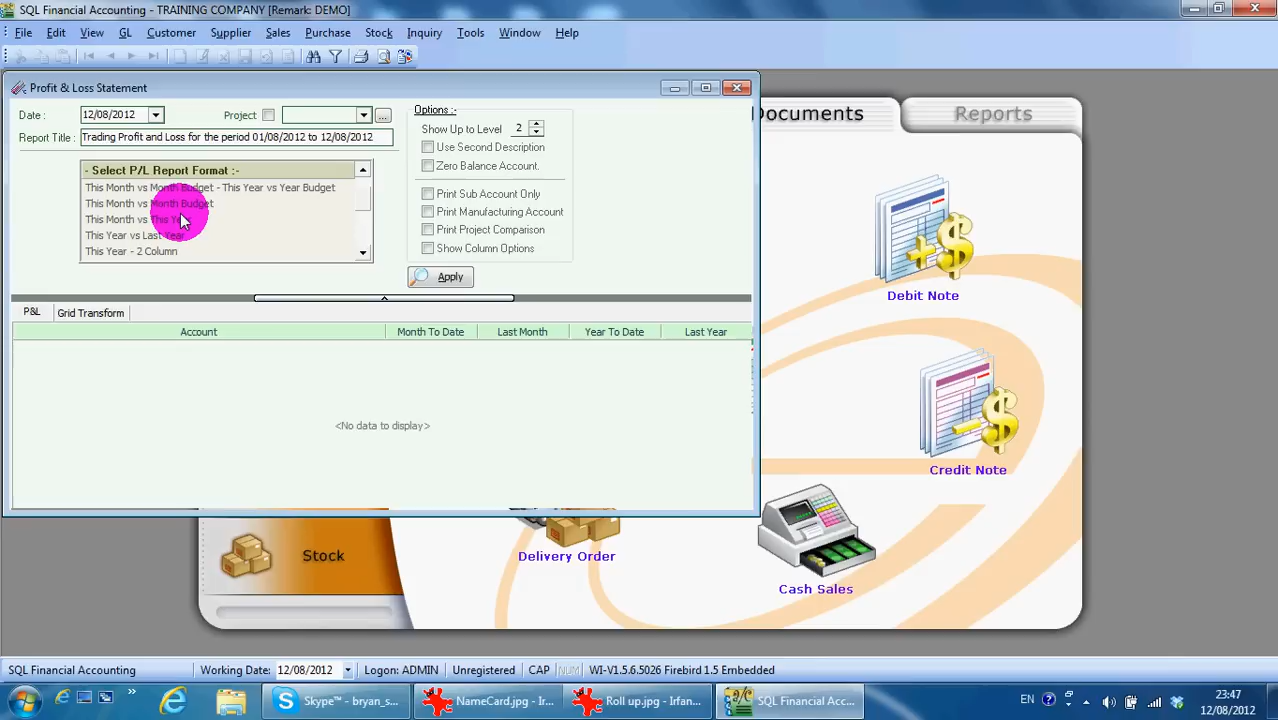 SQL Financial Accounting - TRAINING COMPANY [Remark: DEMO]
File Edit View GL Customer Supplier Sales Purchase Stock Inquiry Tools Window Help
Profit & Loss Statement
Date : 12/08/2012 Project ...
Report Title : Trading Profit and Loss for the period 01/08/2012 to 12/08/2012
- Select P/L Report Format :-
This Month vs Month Budget - This Year vs Year Budget
This Month vs Month Budget
This Month vs This Year
This Year vs Last Year
This Year - 2 Column
Options :-
Show Up to Level 2
Use Second Description
Zero Balance Account.
Print Sub Account Only
Print Manufacturing Account
Print Project Comparison
Show Column Options
Apply
P&L Grid Transform
Account Month To Date Last Month Year To Date Last Year
<No data to display>
Documents Reports
Debit Note
Credit Note
Delivery Order
Cash Sales
Stock
SQL Financial Accounting Working Date: 12/08/2012 Logon: ADMIN Unregistered CAP NUM WI-V1.5.6.5026 Firebird 1.5 Embedded
Skype™ - bryan_s... NameCard.jpg - Ir... Roll up.jpg - Irfan... SQL Financial Acc... EN 23:47
12/08/2012